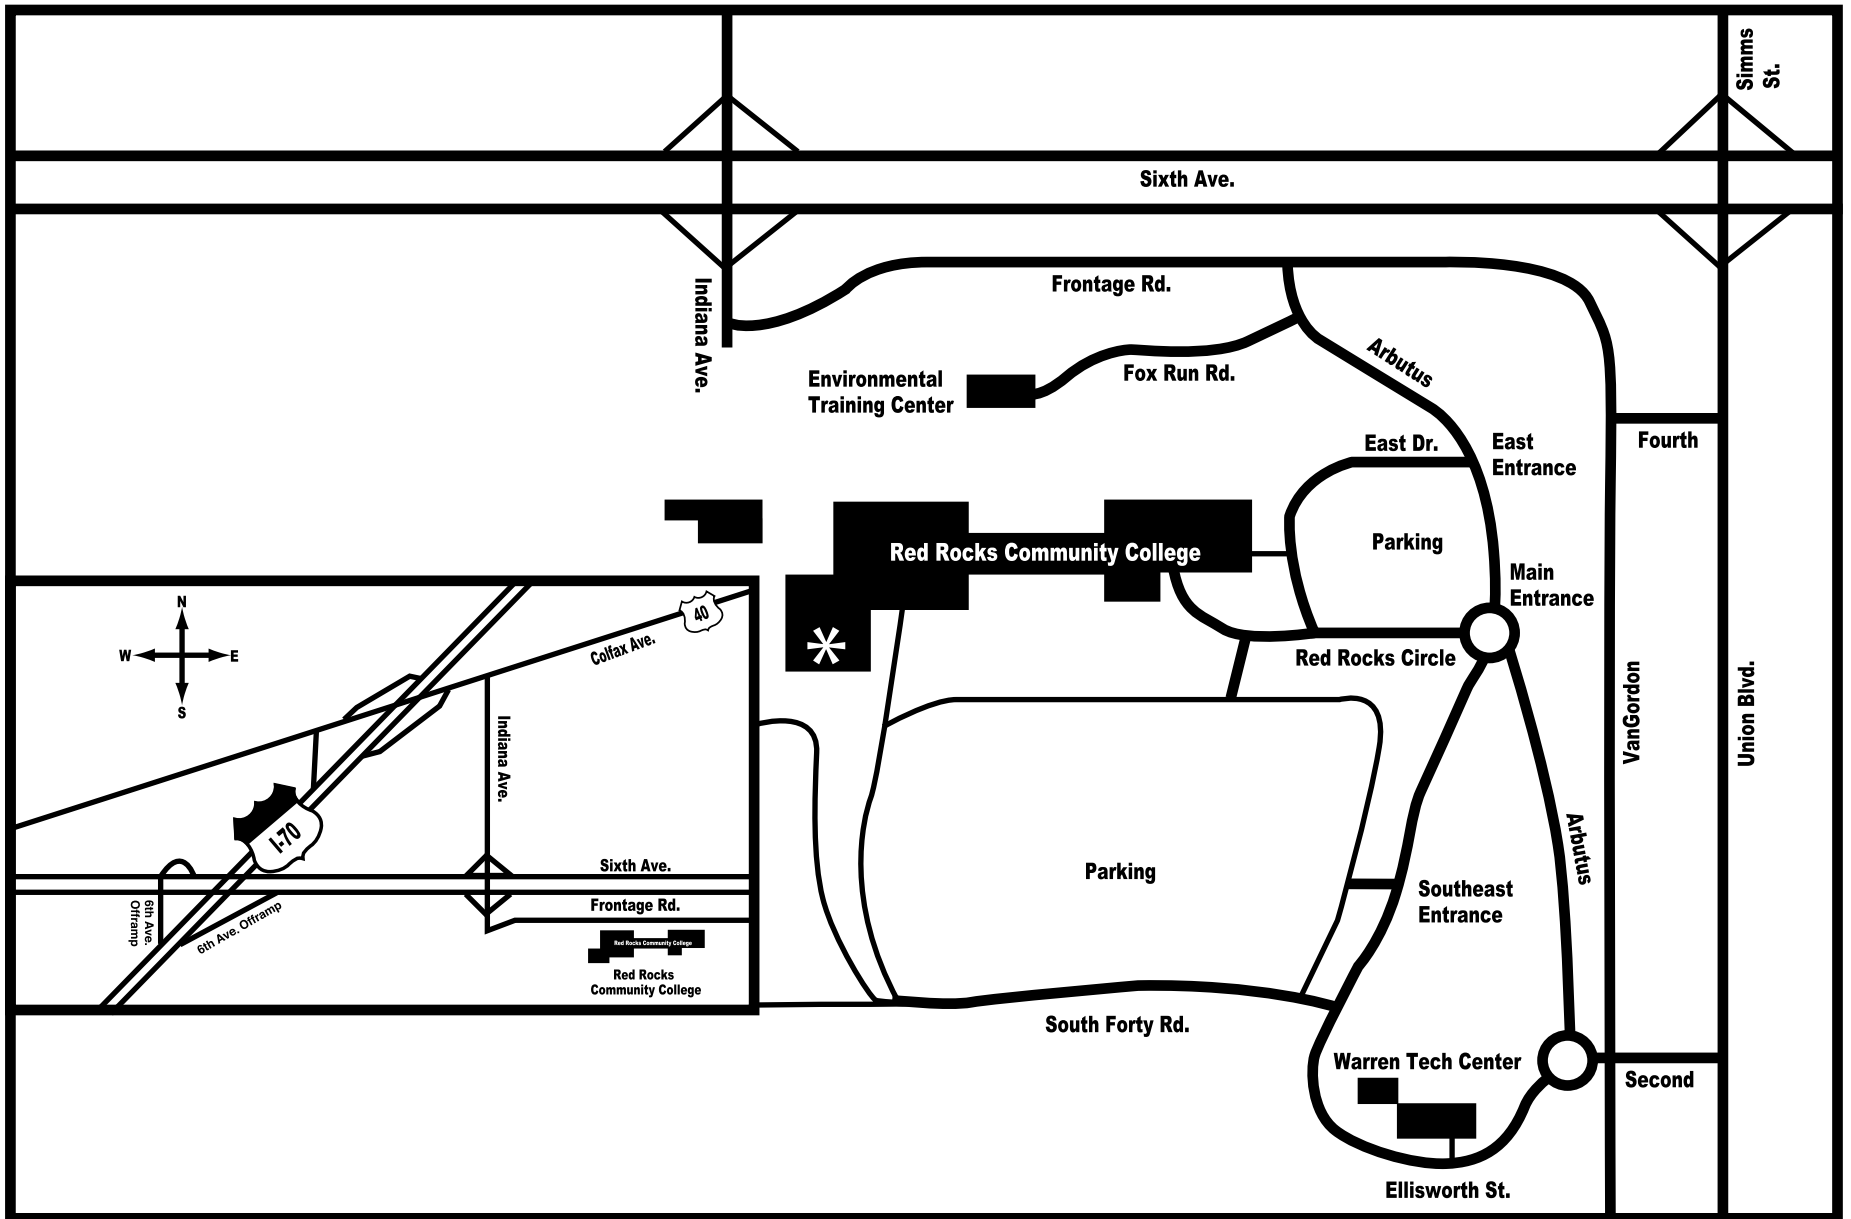 Simms
St.
Sixth Ave.
Indiana Ave.
Frontage Rd.
Arbutus
Fox Run Rd.
Environmental
Training Center
East Dr.
East
Entrance
Fourth
Parking
Red Rocks Community College
Main
Entrance
Red Rocks Circle
VanGordon
Union Blvd.
*
N
W
E
S
40
Colfax Ave.
Indiana Ave.
I-70
Sixth Ave.
Frontage Rd.
6th Ave.
Offramp
6th Ave. Offramp
Red Rocks Community College
Red Rocks
Community College
Parking
Arbutus
Southeast
Entrance
South Forty Rd.
Warren Tech Center
Second
Ellisworth St.